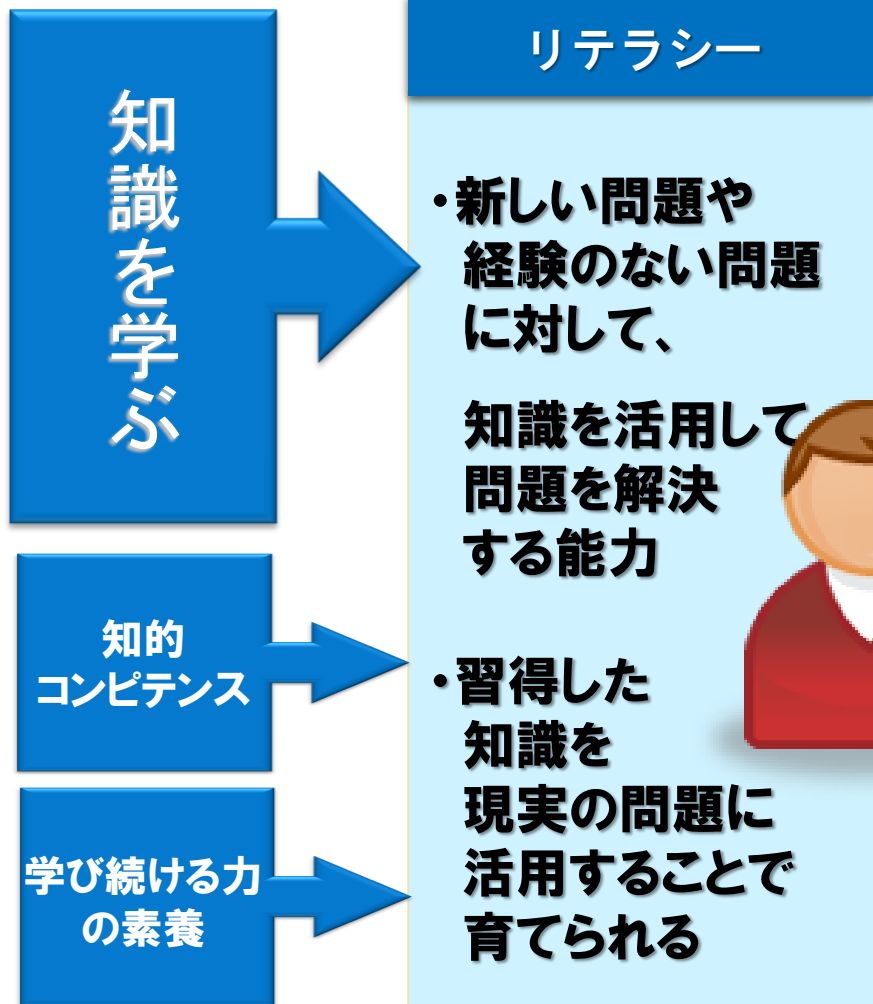 知識を学ぶ
知的
コンピテンス
学び続ける力
の素養
リテラシー
・新しい問題や
経験のない問題
に対して、
知識を活用して
問題を解決
する能力
・習得した
知識を
現実の問題に
活用することで
育てられる